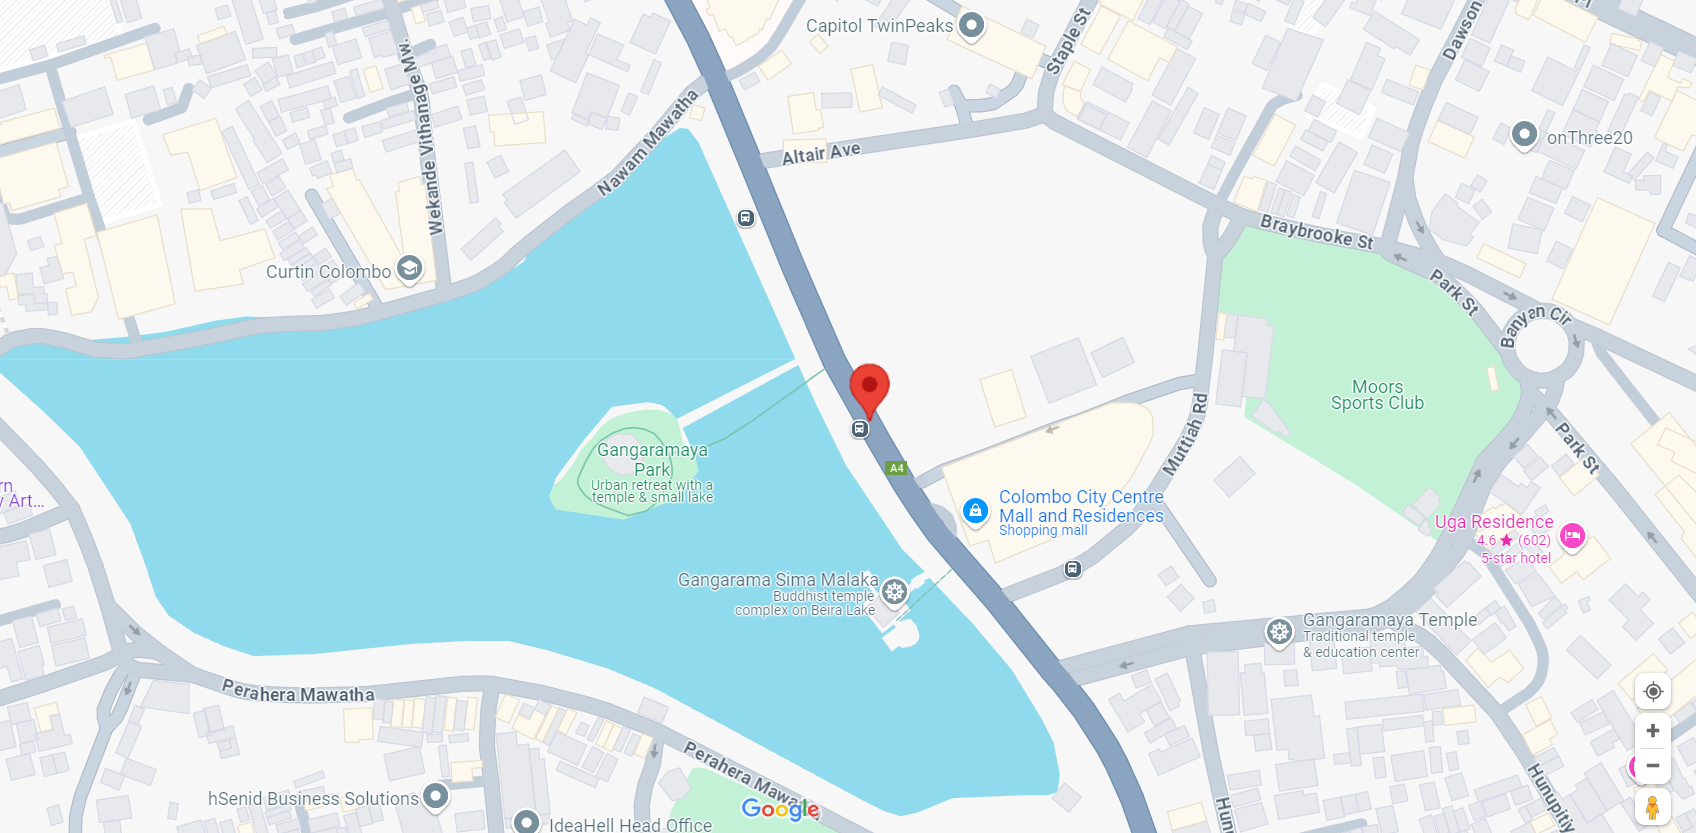 Capitol TwinPeaks
Staple St
Dawson
Wekande Vithanage Mw.
Nawam Mawatha
Altair Ave
onThree20
Braybrooke St
Curtin Colombo
Park St
Banyan Cir
Moors
Sports Club
Gangaramaya
Park
Urban retreat with a
temple & small lake
A4
Muttiah Rd
Park St
Colombo City Centre
Mall and Residences
Shopping mall
Uga Residence
4.6 ★ (602)
5-star hotel
rn
y Art...
Gangarama Sima Malaka
Buddhist temple
complex on Beira Lake
Gangaramaya Temple
Traditional temple
& education center
Perahera Mawatha
Perahera Mawatha
hSenid Business Solutions
IdeaHell Head Office
Google
Hunu
Hunupitiy